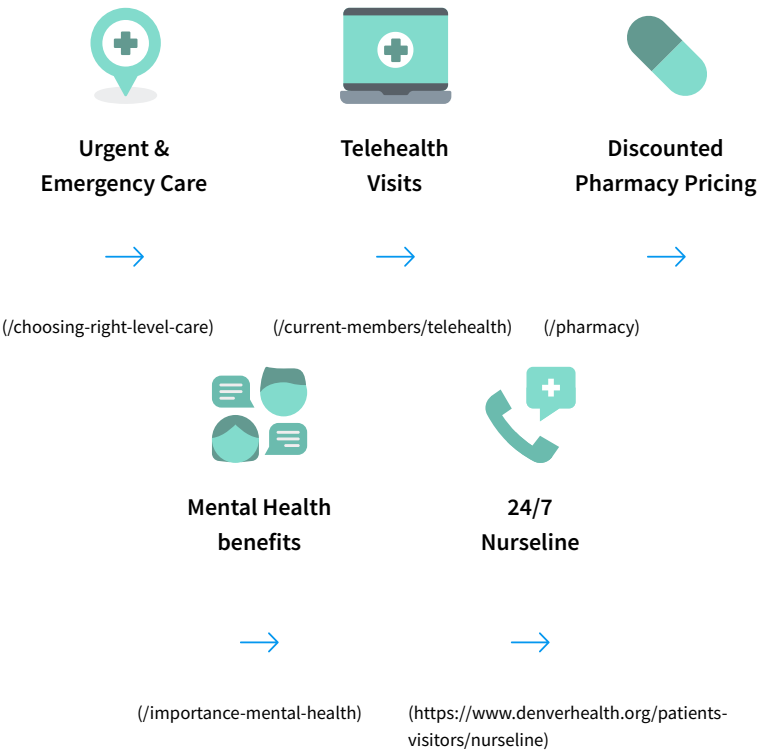 Urgent &
Emergency Care
Telehealth
Visits
Discounted
Pharmacy Pricing
(/choosing-right-level-care)
(/current-members/telehealth)
(/pharmacy)
Mental Health
benefits
24/7
Nurseline
(/importance-mental-health)
(https://www.denverhealth.org/patients-
visitors/nurseline)